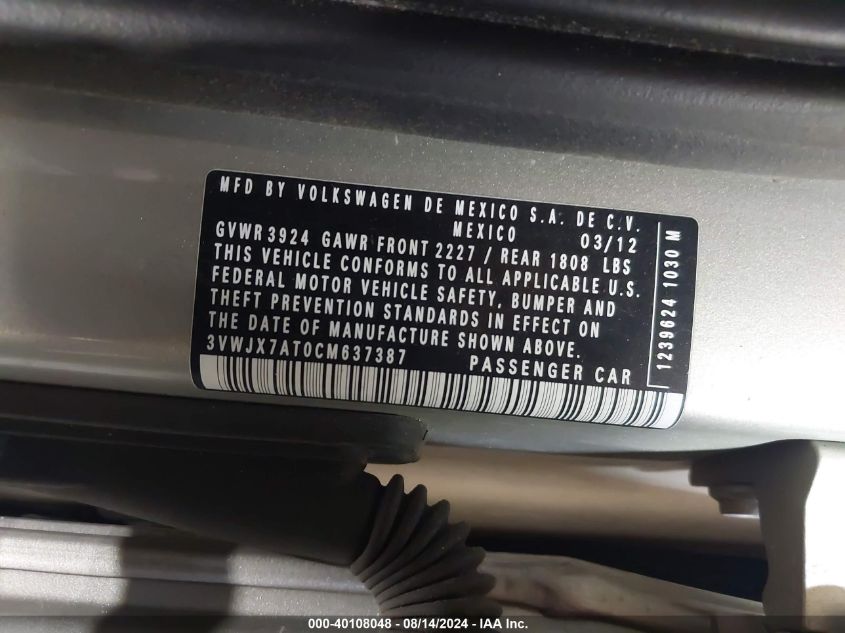 MFD BY VOLKSWAGEN DE MEXICO S.A. DE C.V.
MEXICO 03/12
GVWR 3924 GAWR FRONT 2227 / REAR 1808 LBS
THIS VEHICLE CONFORMS TO ALL APPLICABLE U.S.
FEDERAL MOTOR VEHICLE SAFETY, BUMPER AND
THEFT PREVENTION STANDARDS IN EFFECT ON
THE DATE OF MANUFACTURE SHOWN ABOVE.
3VWJX7AT0CM637387 PASSENGER CAR
1239624 1030 M
000-40108048 - 08/14/2024 - IAA Inc.